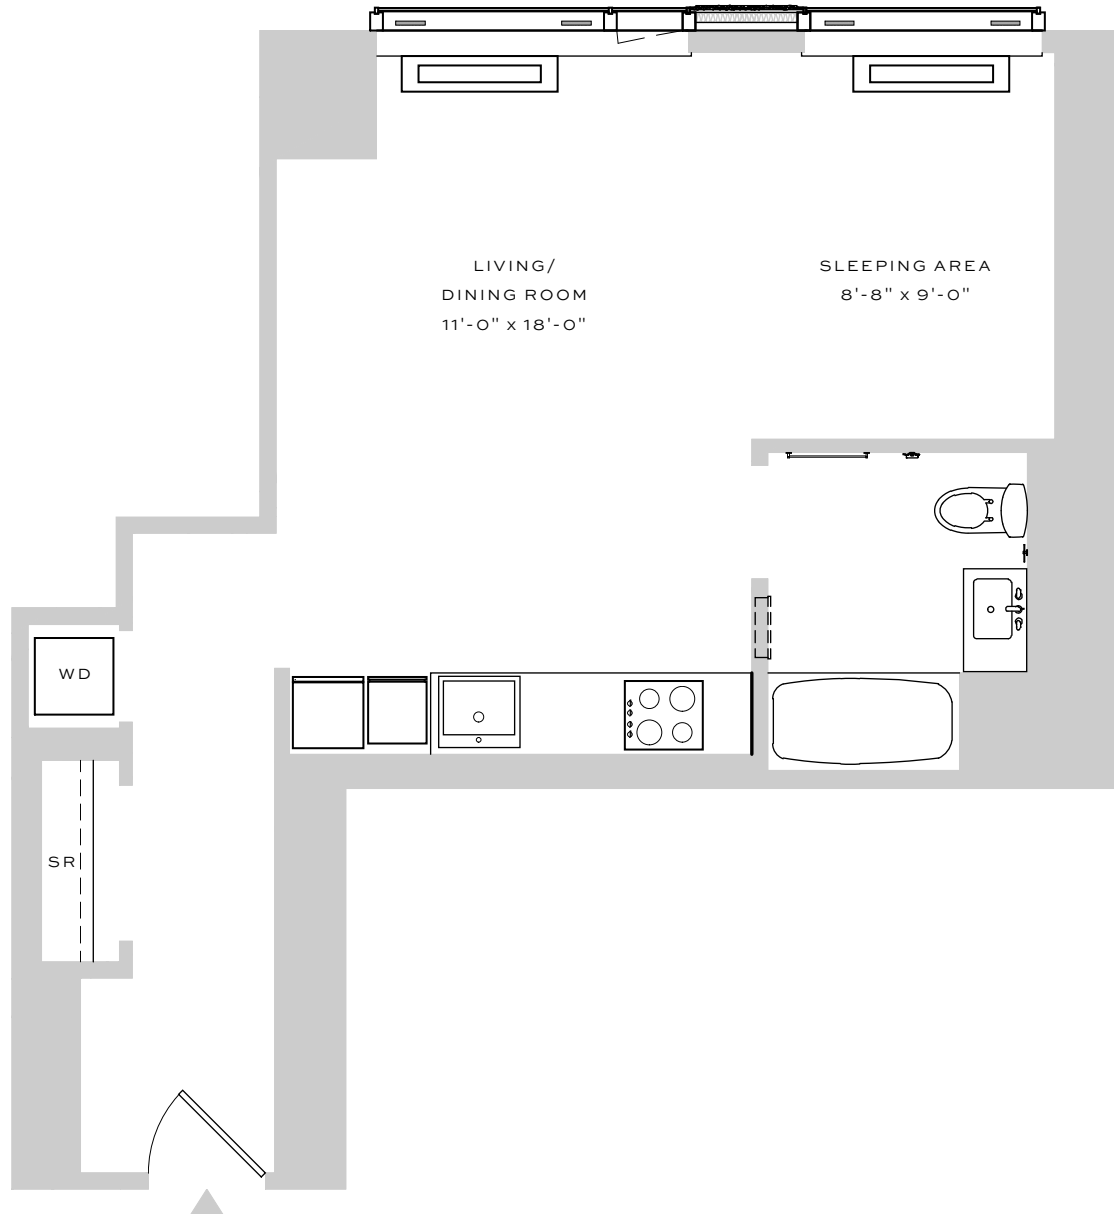 LIVING/
DINING ROOM
11'-0" x 18'-0"
SLEEPING AREA
8'-8" x 9'-0"
WD
SR